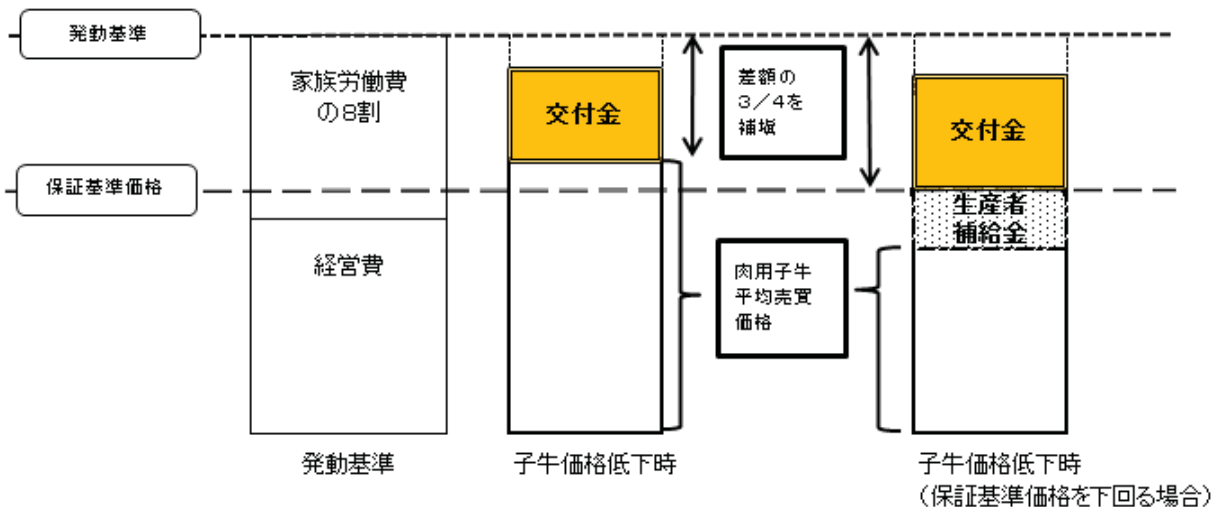 発動基準
家族労働費
の8割
交付金
差額の
3/4を
補塡
交付金
保証基準価格
生産者
補給金
経営費
肉用子牛
平均売買
価格
発動基準
子牛価格低下時
子牛価格低下時
(保証基準価格を下回る場合)